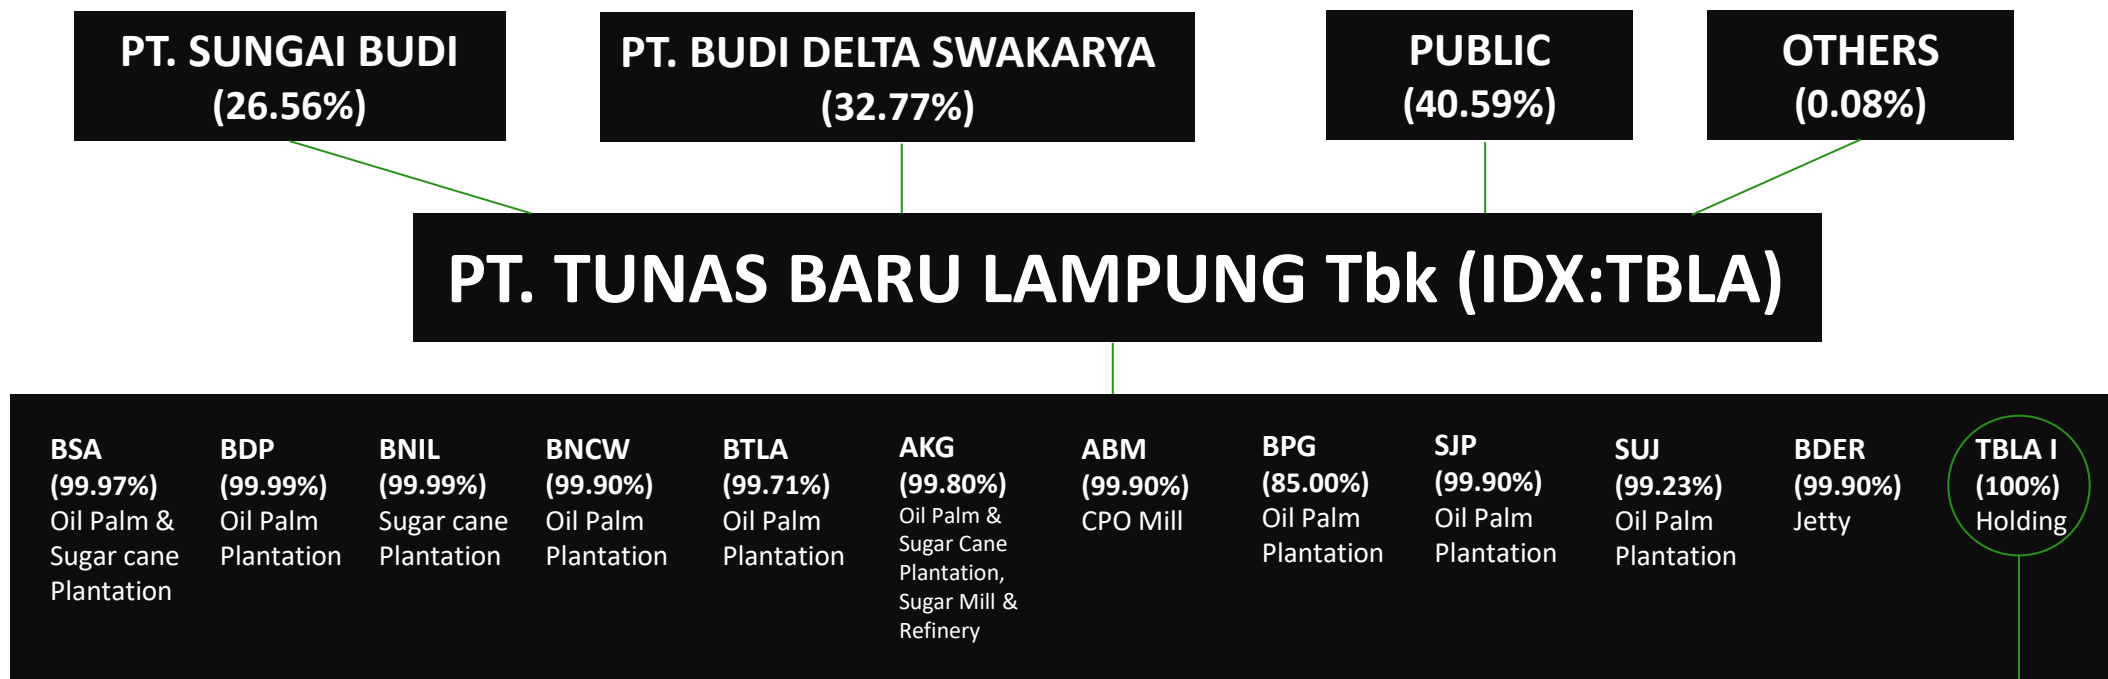 PT. SUNGAI BUDI
(26.56%)
PT. BUDI DELTA SWAKARYA
(32.77%)
PUBLIC
(40.59%)
OTHERS
(0.08%)
PT. TUNAS BARU LAMPUNG Tbk (IDX:TBLA)
BSA
(99.97%)
Oil Palm &
Sugar cane
Plantation
BDP
(99.99%)
Oil Palm
Plantation
BNIL
(99.99%)
Sugar cane
Plantation
BNCW
(99.90%)
Oil Palm
Plantation
BTLA
(99.71%)
Oil Palm
Plantation
AKG
(99.80%)
Oil Palm &
Sugar Cane
Plantation,
Sugar Mill &
Refinery
ABM
(99.90%)
CPO Mill
BPG
(85.00%)
Oil Palm
Plantation
SJP
(99.90%)
Oil Palm
Plantation
SUJ
(99.23%)
Oil Palm
Plantation
BDER
(99.90%)
Jetty
TBLA I
(100%)
Holding